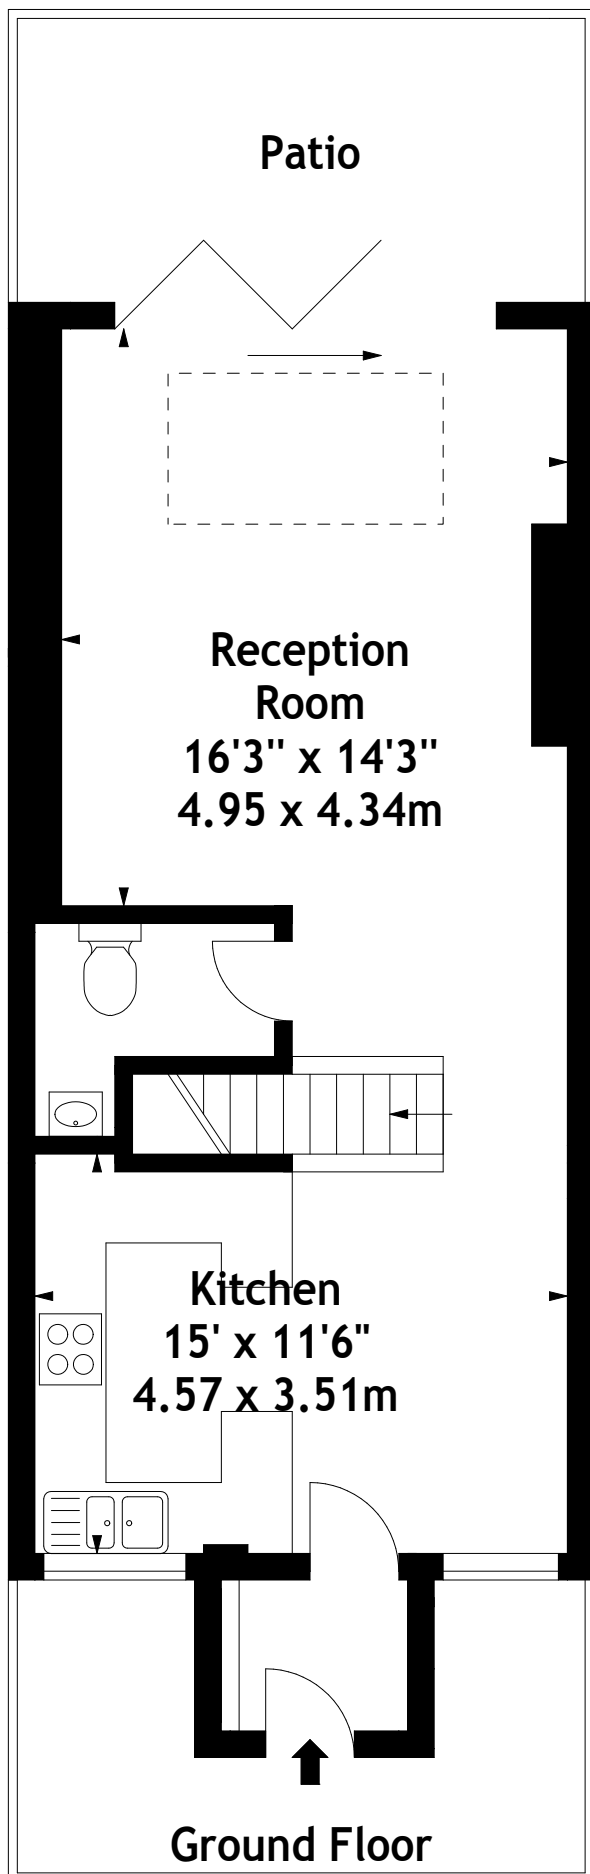 Patio
Reception
Room
16'3" x 14'3"
4.95 x 4.34m
Kitchen
15' x 11'6"
4.57 x 3.51m
Ground Floor